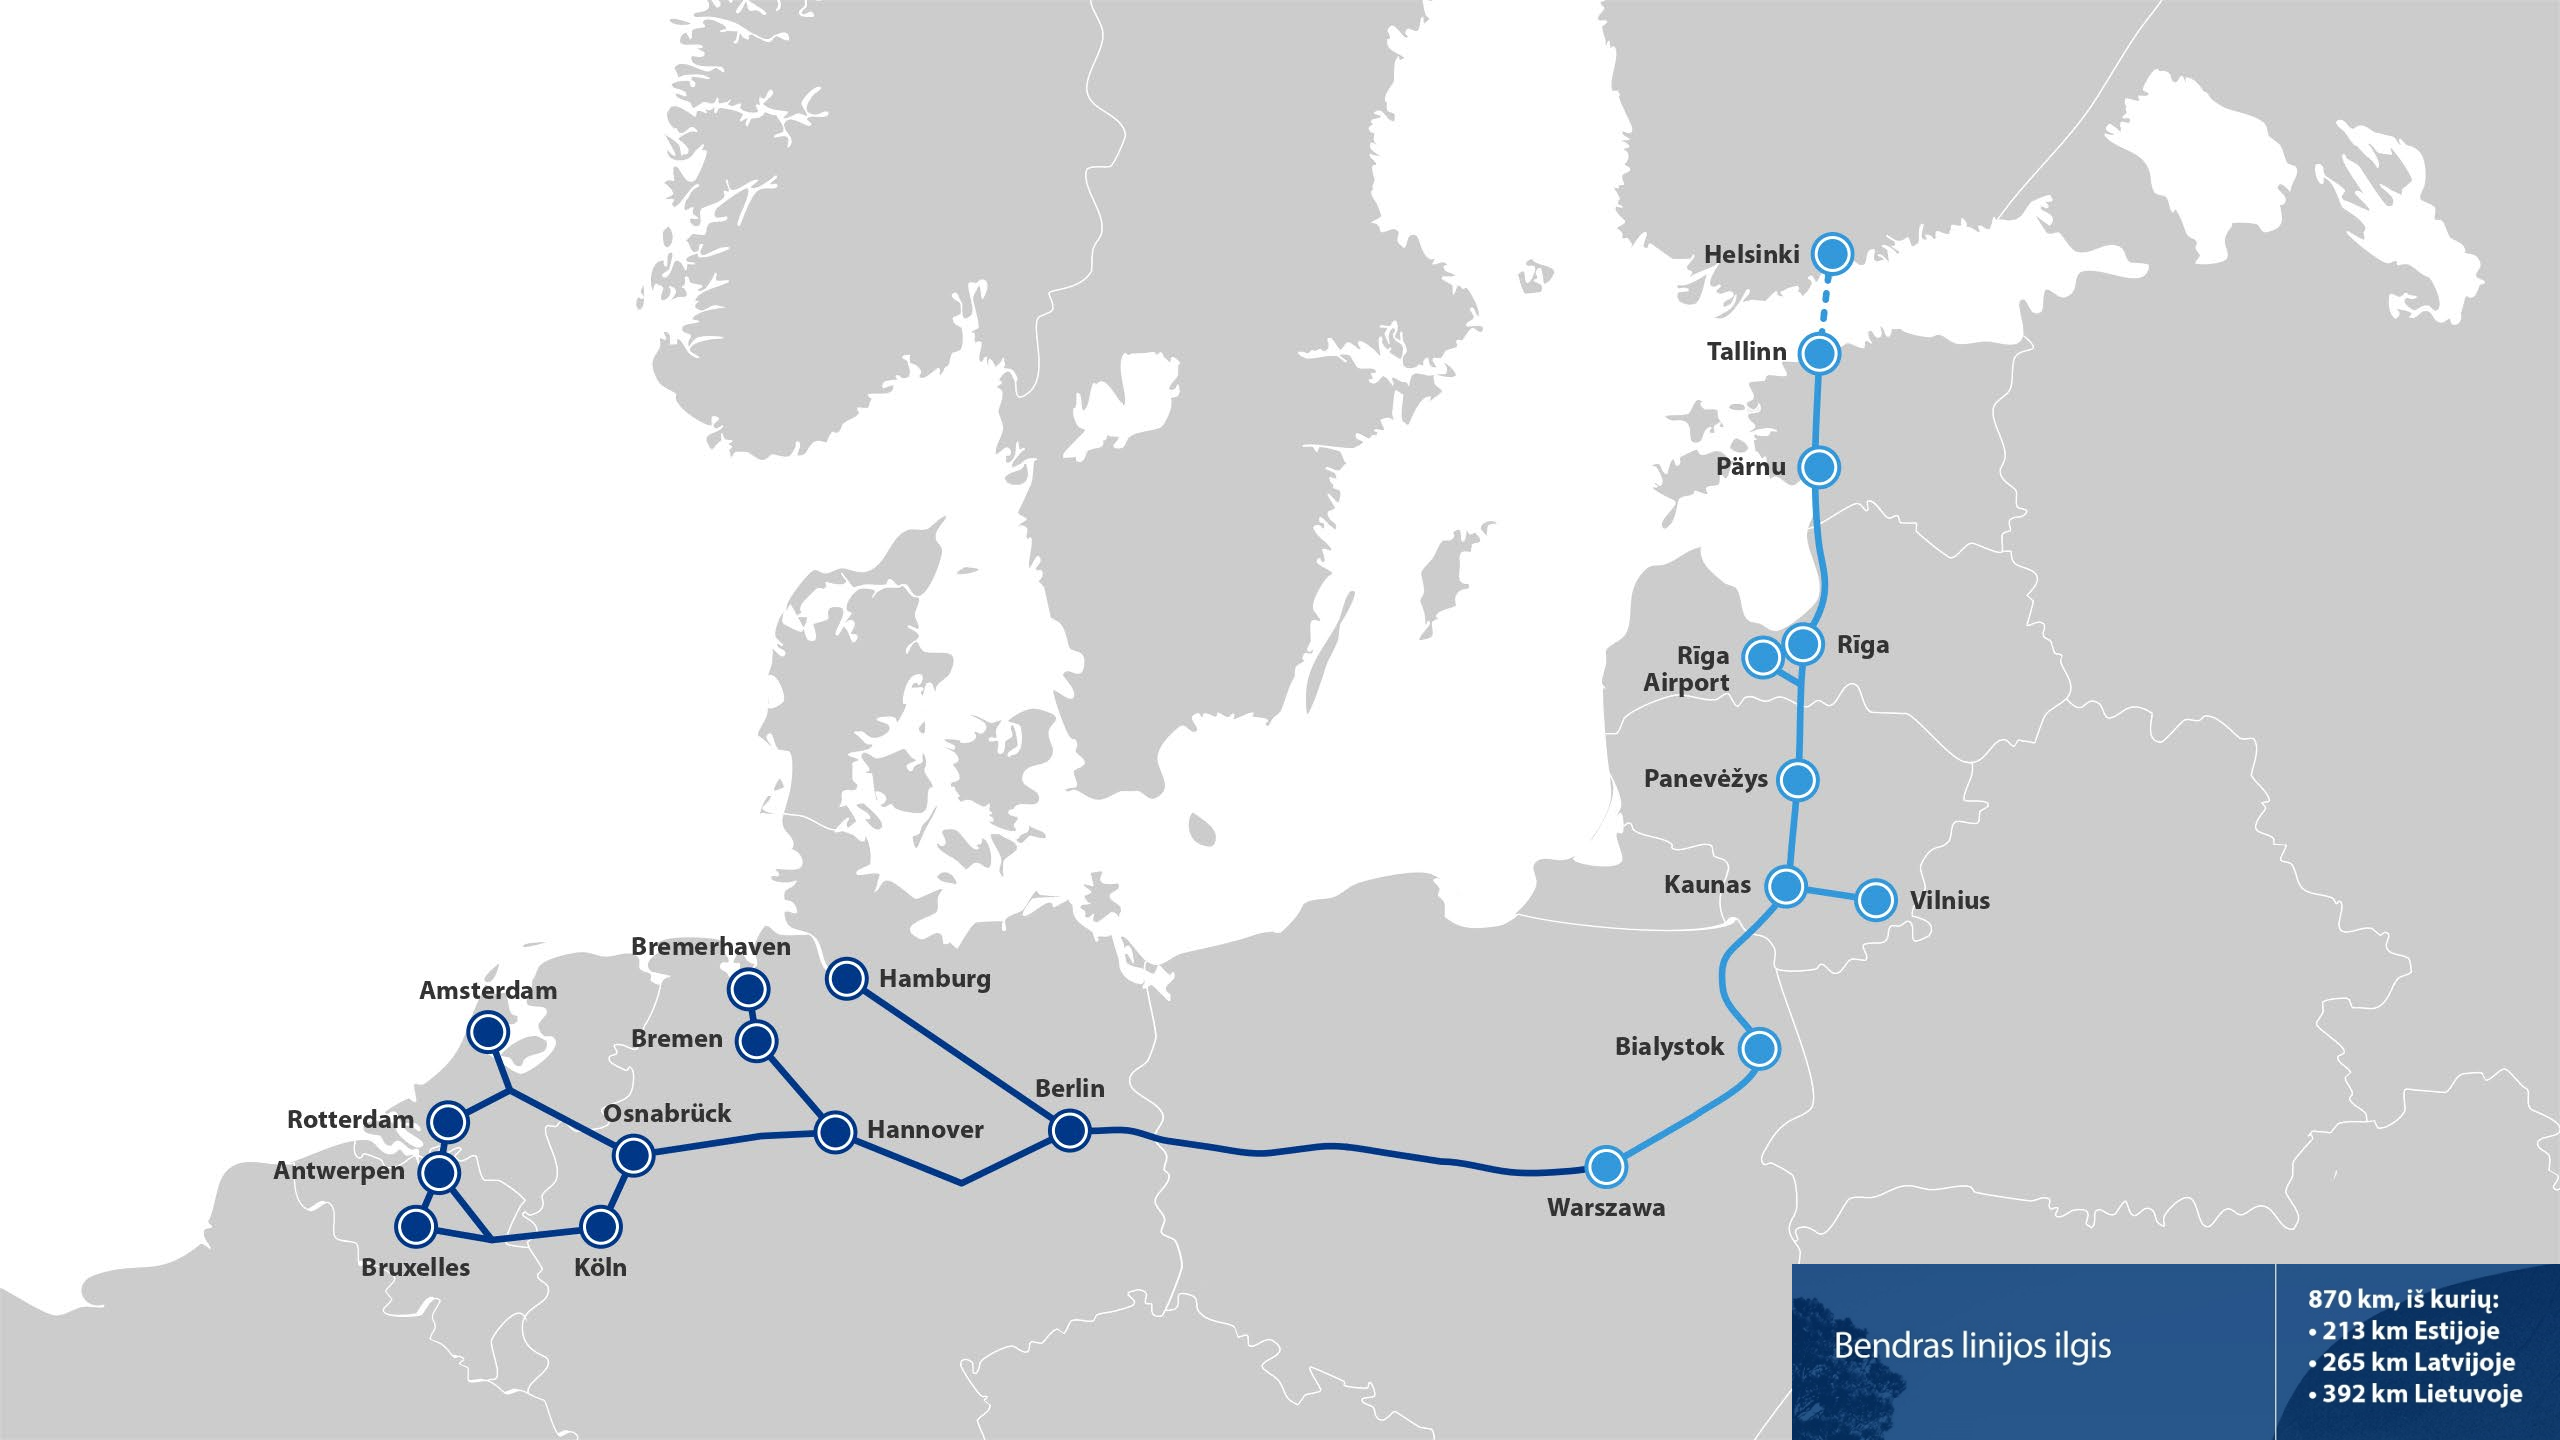 Helsinki
Tallinn
Pärnu
Rīga
Rīga
Airport
Panevėžys
Kaunas
Vilnius
Bialystok
Warszawa
Bremerhaven
Hamburg
Amsterdam
Bremen
Berlin
Osnabrück
Rotterdam
Hannover
Antwerpen
Bruxelles
Köln
Bendras linijos ilgis
870 km, iš kurių:
• 213 km Estijoje
• 265 km Latvijoje
• 392 km Lietuvoje